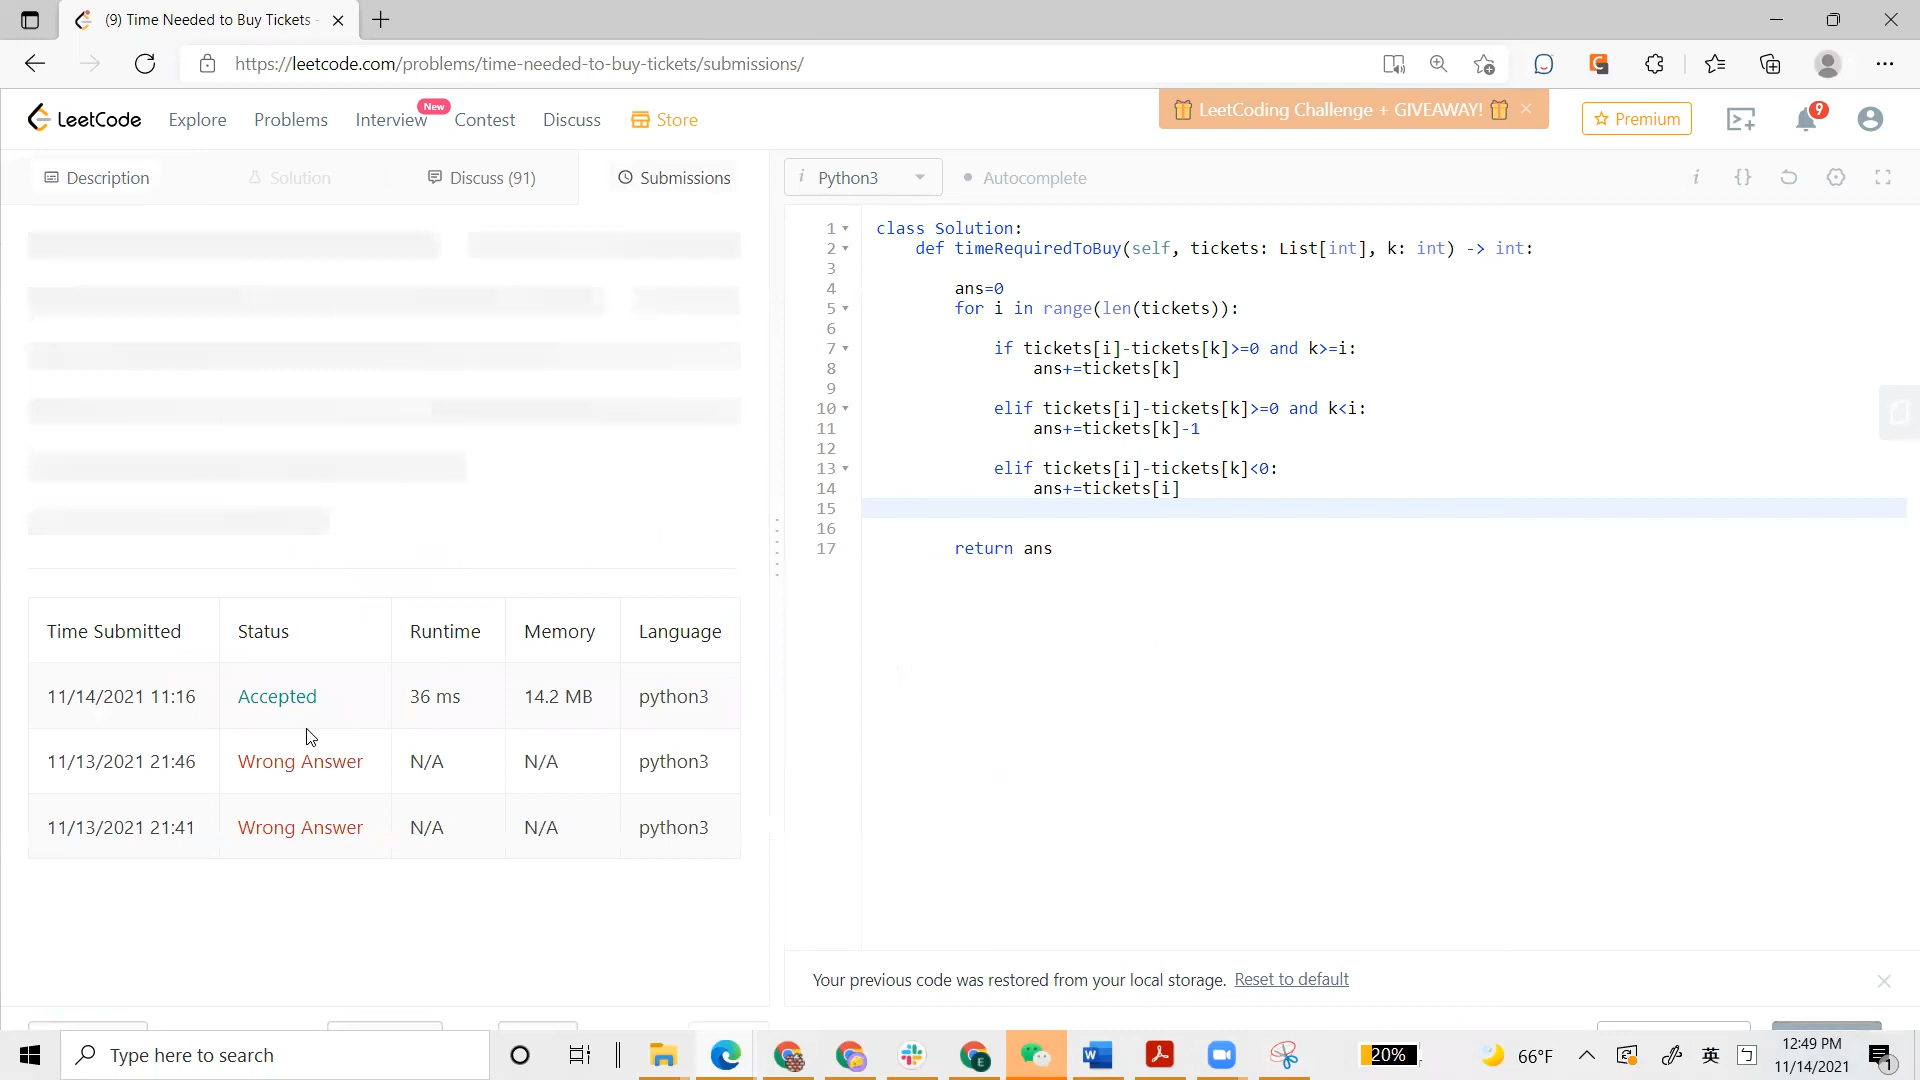 (9) Time Needed to Buy Tickets -
https://leetcode.com/problems/time-needed-to-buy-tickets/submissions/
LeetCode Explore Problems Interview New Contest Discuss Store
LeetCoding Challenge + GIVEAWAY!
Premium
9
Description Solution Discuss (91) Submissions
i Python3 Autocomplete
i {}
1 class Solution:
2 def timeRequiredToBuy(self, tickets: List[int], k: int) -> int:
3
4 ans=0
5 for i in range(len(tickets)):
6
7 if tickets[i]-tickets[k]>=0 and k>=i:
8 ans+=tickets[k]
9
10 elif tickets[i]-tickets[k]>=0 and k<i:
11 ans+=tickets[k]-1
12
13 elif tickets[i]-tickets[k]<0:
14 ans+=tickets[i]
15
16
17 return ans
Time Submitted Status Runtime Memory Language
11/14/2021 11:16 Accepted 36 ms 14.2 MB python3
11/13/2021 21:46 Wrong Answer N/A N/A python3
11/13/2021 21:41 Wrong Answer N/A N/A python3
Your previous code was restored from your local storage. Reset to default
Type here to search
20%
66°F
英
12:49 PM
11/14/2021
1